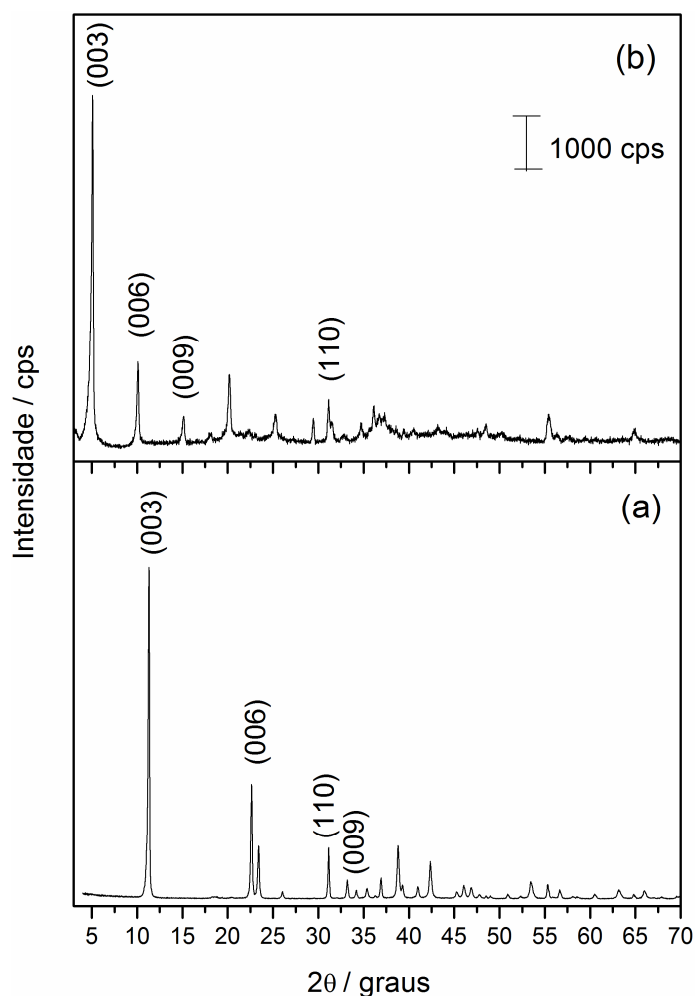 (b)
(003)
1000 cps
(006)
(009)
(110)
(a)
(003)
(006)
(110)
(009)
Intensidade / cps
5 10 15 20 25 30 35 40 45 50 55 60 65 70
2θ / graus